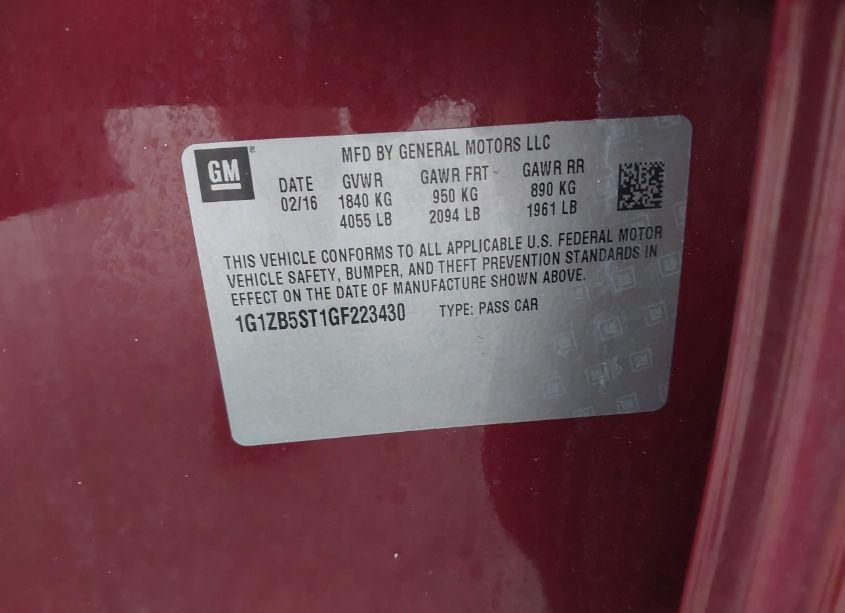 GM
MFD BY GENERAL MOTORS LLC
DATE GVWR GAWR FRT GAWR RR
02/16 1840 KG 950 KG 890 KG
4055 LB 2094 LB 1961 LB
THIS VEHICLE CONFORMS TO ALL APPLICABLE U.S. FEDERAL MOTOR
VEHICLE SAFETY, BUMPER, AND THEFT PREVENTION STANDARDS IN
EFFECT ON THE DATE OF MANUFACTURE SHOWN ABOVE.
1G1ZB5ST1GF223430 TYPE: PASS CAR